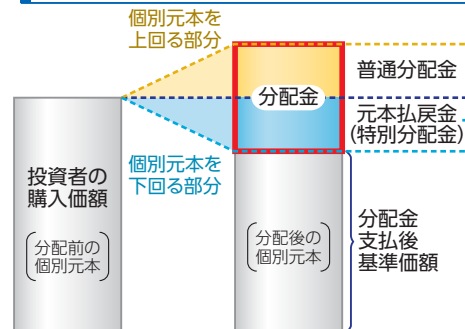 個別元本を
上回る部分
普通分配金
分配金
元本払戻金
(特別分配金)
個別元本を
下回る部分
投資者の
購入価額
分配前の
個別元本
分配後の
個別元本
分配金
支払後
基準価額